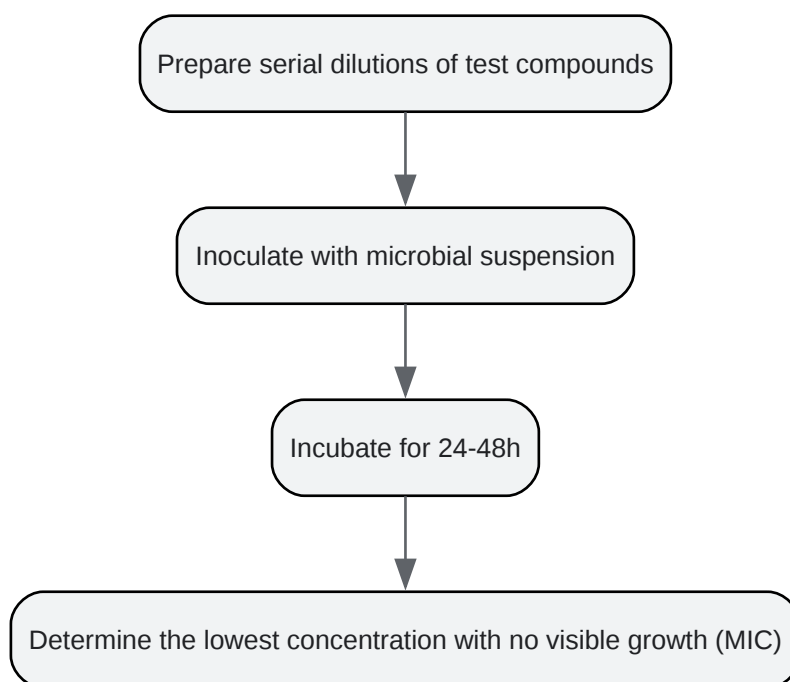 Prepare serial dilutions of test compounds
Inoculate with microbial suspension
Incubate for 24-48h
Determine the lowest concentration with no visible growth (MIC)